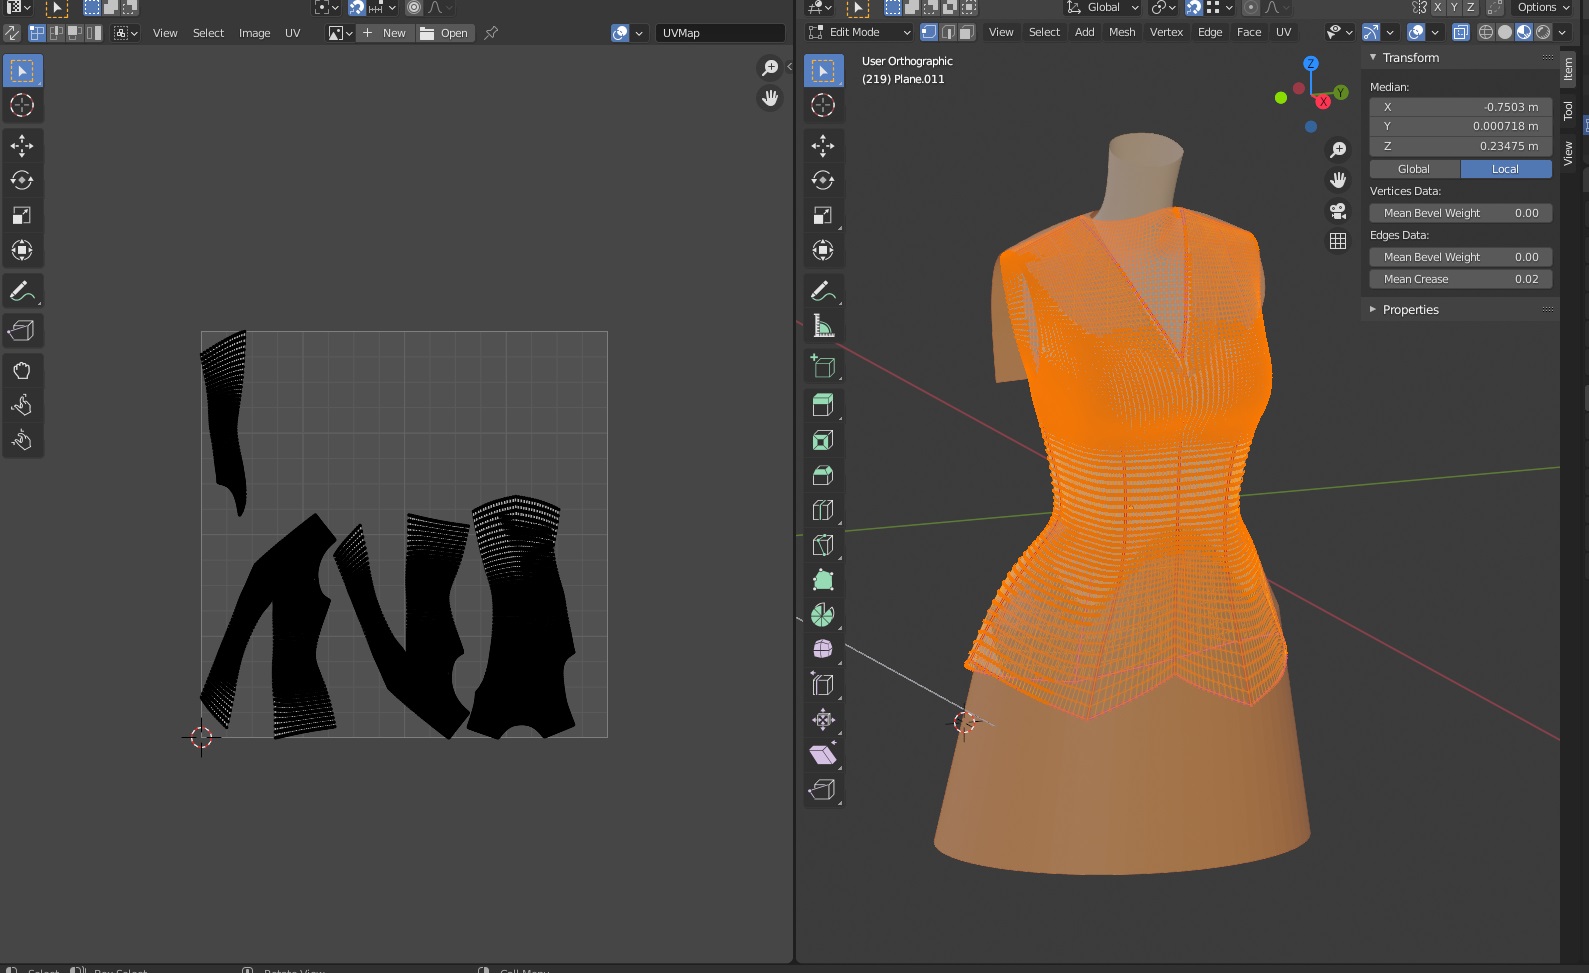 Global
X Y Z
Options
View Select Image UV
New
Open
UVMap
Edit Mode
View Select Add Mesh Vertex Edge Face UV
User Orthographic
(219) Plane.011
Z
Y
X
Transform
Median:
X -0.7503 m
Y 0.000718 m
Z 0.23475 m
Global Local
Vertices Data:
Mean Bevel Weight 0.00
Edges Data:
Mean Bevel Weight 0.00
Mean Crease 0.02
Properties
Item
Tool
View
Select Box Select Rotate View Call Menu